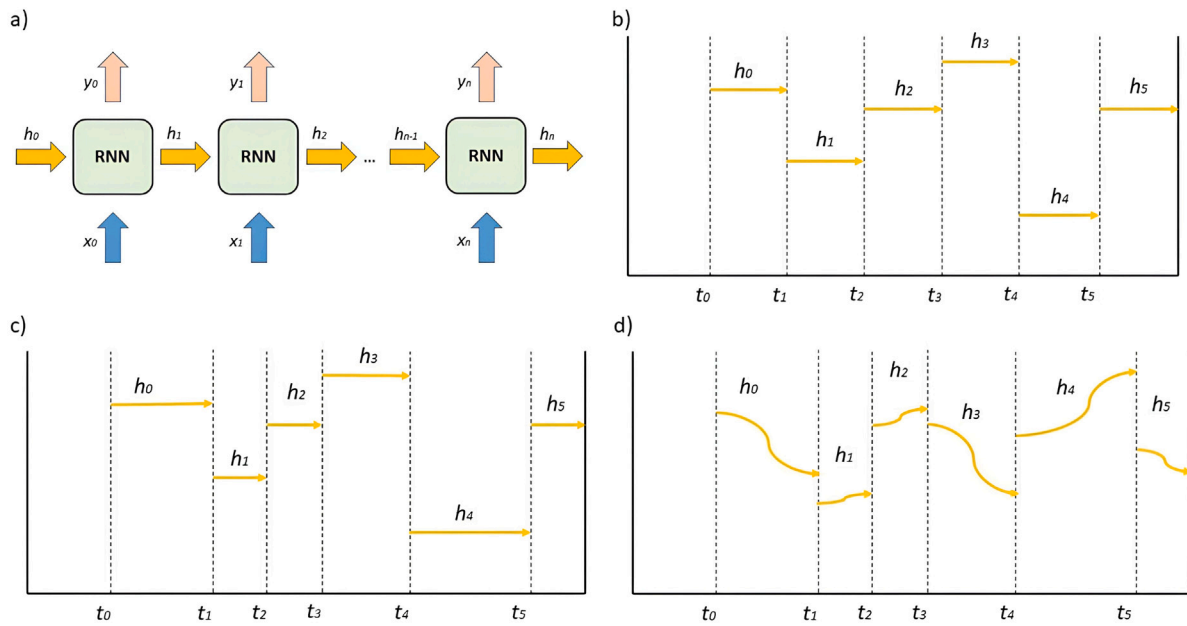 a)
y₀ y₁ yₙ
h₀ h₁ h₂ hₙ₋₁ hₙ
RNN RNN ... RNN
x₀ x₁ xₙ
b)
h₃
h₀
h₂ h₅
h₁
h₄
t₀ t₁ t₂ t₃ t₄ t₅
c)
h₃
h₀
h₂ h₅
h₁
h₄
t₀ t₁ t₂ t₃ t₄ t₅
d)
h₂
h₀ h₄
h₃ h₅
h₁
t₀ t₁ t₂ t₃ t₄ t₅